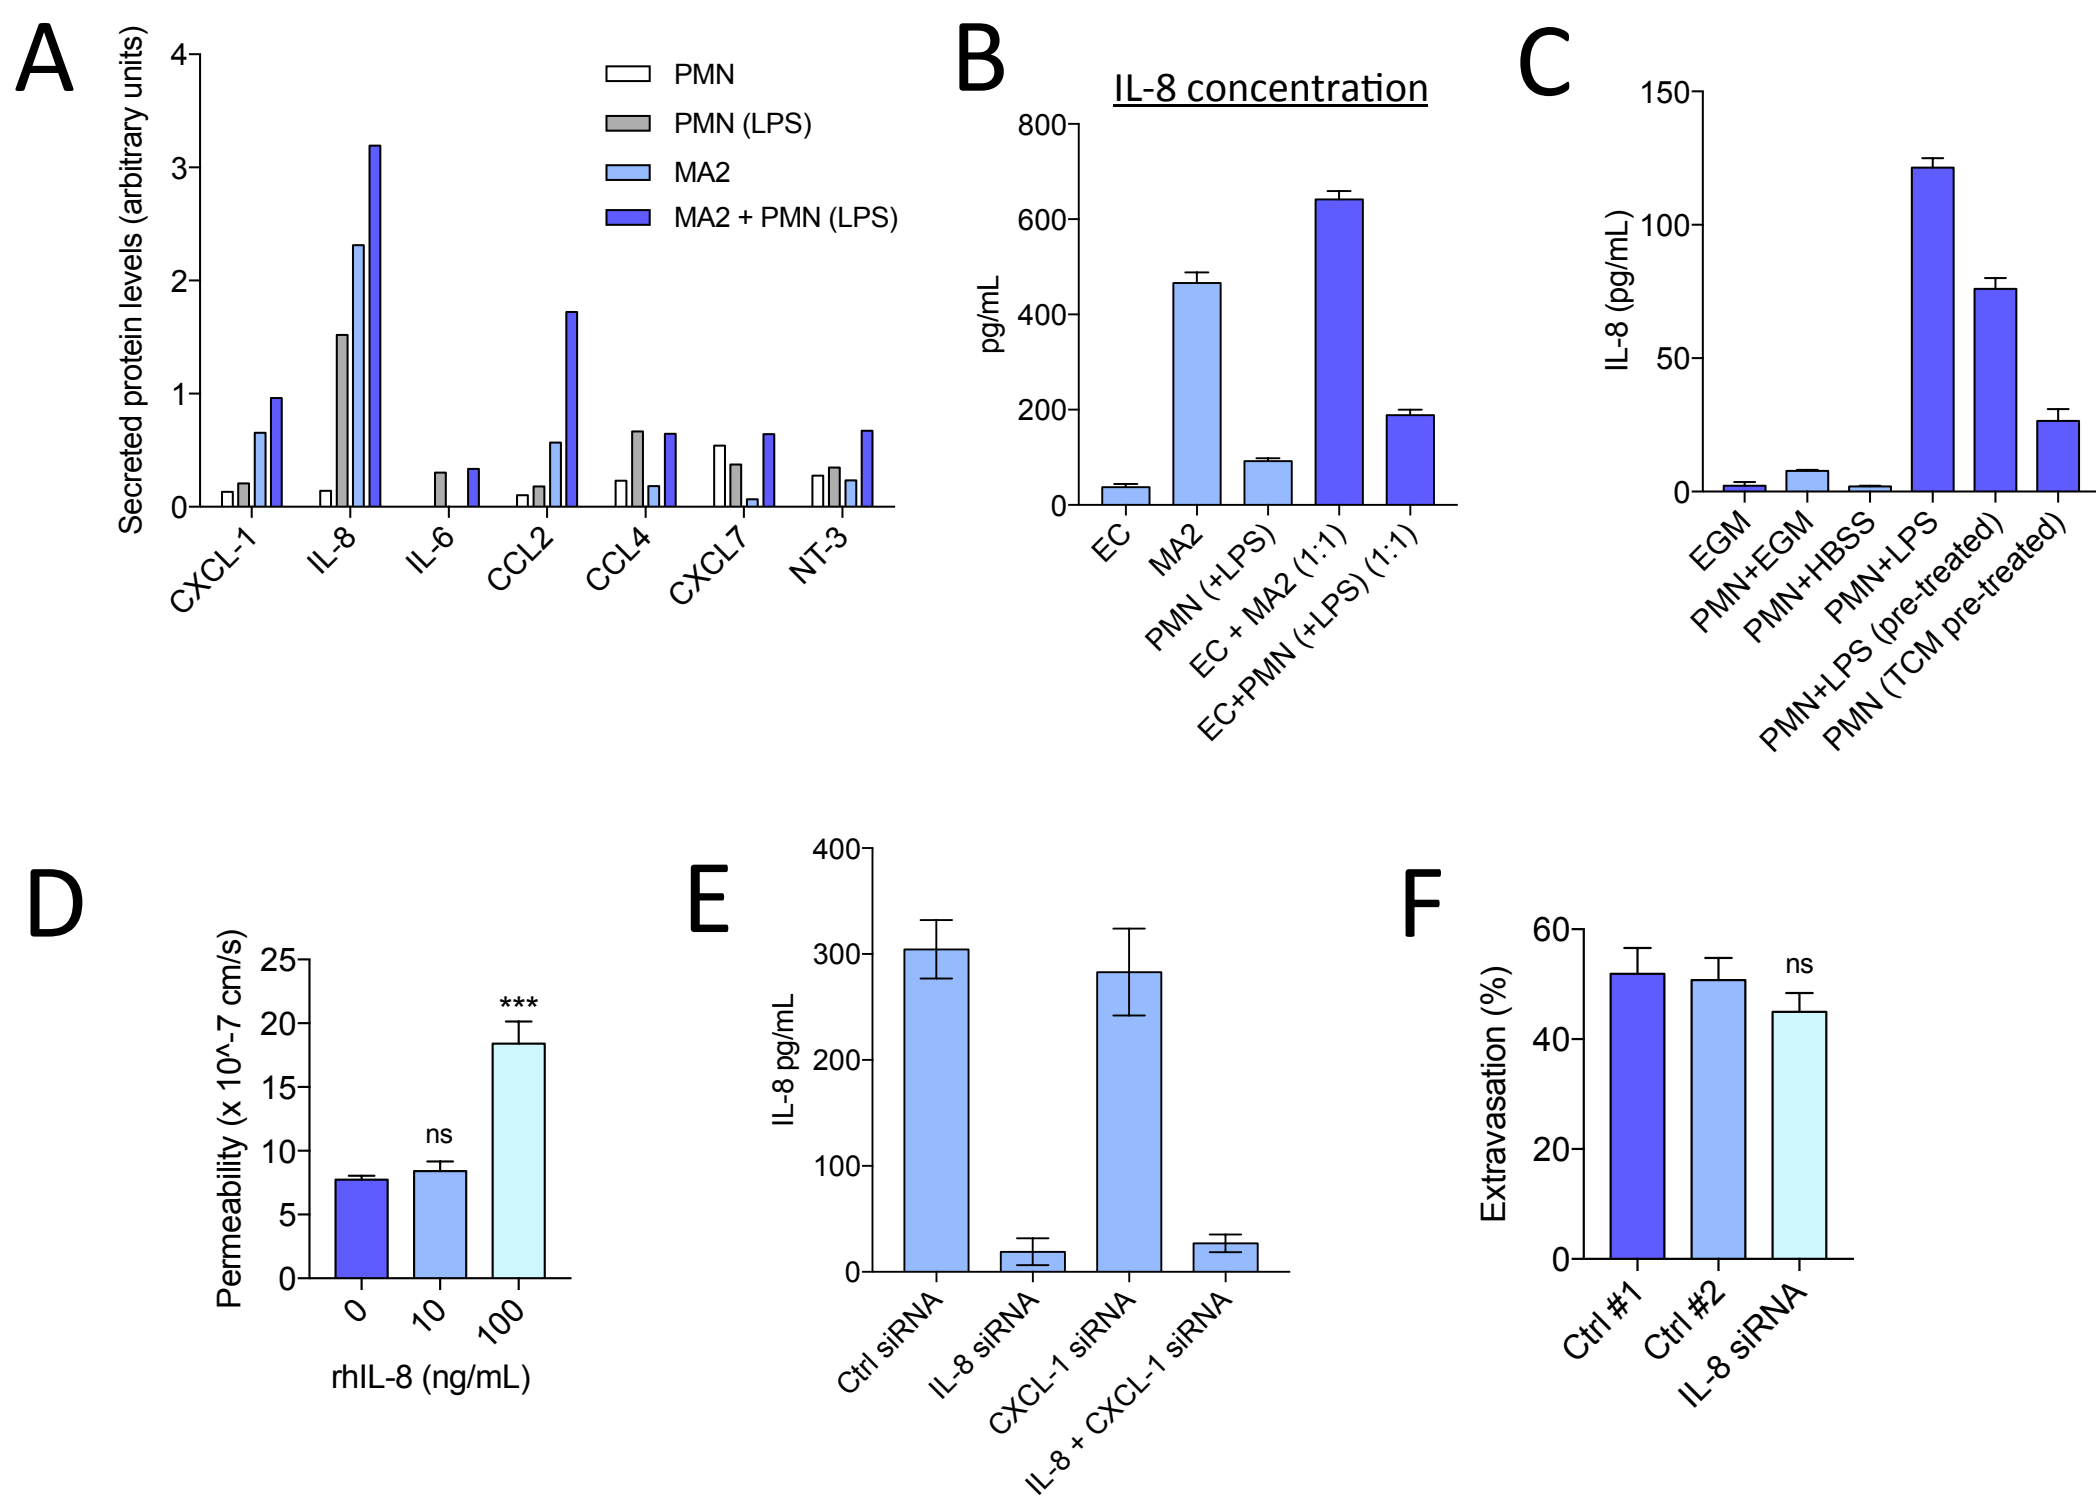 A
Secreted protein levels (arbitrary units)
4
3
2
1
0
PMN
PMN (LPS)
MA2
MA2 + PMN (LPS)
CXCL-1
IL-8
IL-6
CCL2
CCL4
CXCL7
NT-3
B
IL-8 concentration
pg/mL
800
600
400
200
0
EC
MA2
PMN (+LPS)
EC + MA2 (1:1)
EC+PMN (+LPS) (1:1)
C
IL-8 (pg/mL)
150
100
50
0
EGM
PMN+EGM
PMN+HBSS
PMN+LPS
PMN+LPS (pre-treated)
PMN (TCM pre-treated)
D
Permeability (x 10^-7 cm/s)
25
20
15
10
5
0
ns
***
0
10
100
rhIL-8 (ng/mL)
E
IL-8 pg/mL
400
300
200
100
0
Ctrl siRNA
IL-8 siRNA
CXCL-1 siRNA
IL-8 + CXCL-1 siRNA
F
Extravasation (%)
60
40
20
0
ns
Ctrl #1
Ctrl #2
IL-8 siRNA